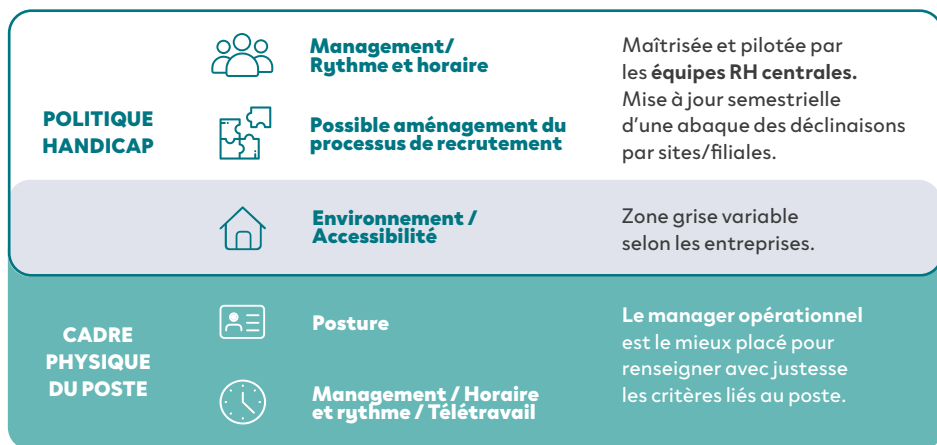 POLITIQUE
HANDICAP
Management/
Rythme et horaire
Possible aménagement du
processus de recrutement
Maîtrisée et pilotée par
les équipes RH centrales.
Mise à jour semestrielle
d'une abaque des déclinaisons
par sites/filiales.
Environnement /
Accessibilité
Zone grise variable
selon les entreprises.
CADRE
PHYSIQUE
DU POSTE
Posture
Management / Horaire
et rythme / Télétravail
Le manager opérationnel
est le mieux placé pour
renseigner avec justesse
les critères liés au poste.